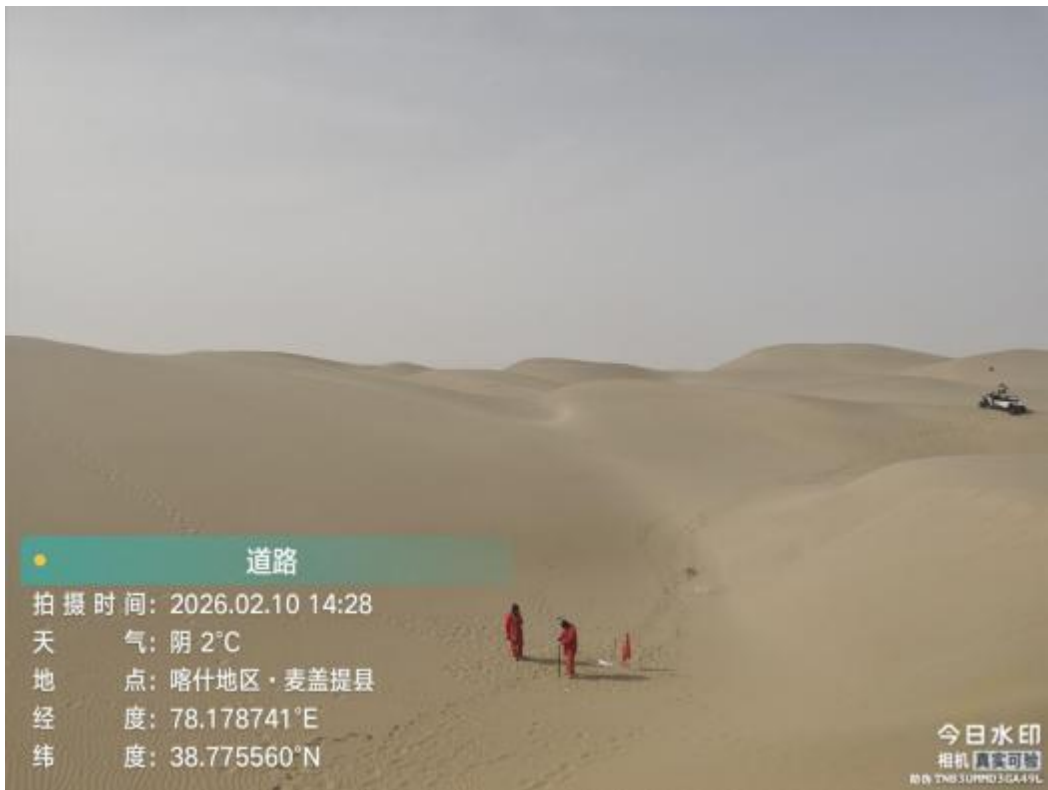 道路
拍摄时间: 2026.02.10 14:28
天气: 阴 2°C
地点: 喀什地区·麦盖提县
经度: 78.178741°E
纬度: 38.775560°N
今日水印
相机 真实可验
防伪